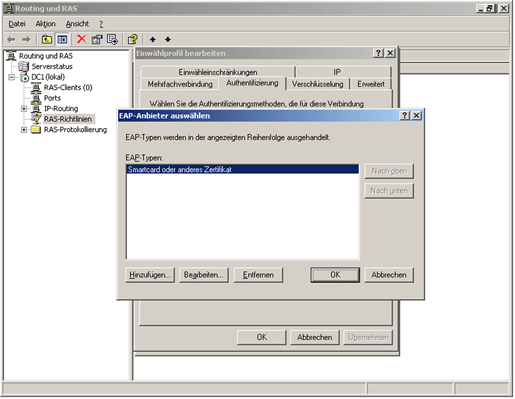 Routing und RAS
Datei Aktion Ansicht ?
Routing und RAS
Serverstatus
DC1 (lokal)
RAS-Clients (0)
Ports
IP-Routing
RAS-Richtlinien
RAS-Protokollierung
Einwählprofil bearbeiten
Einwähleinschränkungen IP
Mehrfachverbindung Authentifizierung Verschlüsselung Erweitert
Wählen Sie die Authentifizierungsmethoden, die für diese Verbindung
EAP-Anbieter auswählen
EAP-Typen werden in der angezeigten Reihenfolge ausgehandelt.
EAP-Typen:
Smartcard oder anderes Zertifikat
Nach oben
Nach unten
Hinzufügen... Bearbeiten... Entfernen OK Abbrechen
OK Abbrechen Übernehmen